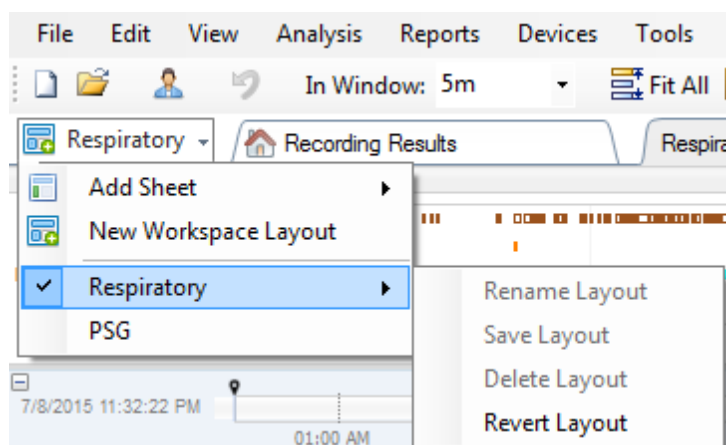 File Edit View Analysis Reports Devices Tools
In Window: 5m Fit All
Respiratory Recording Results
Add Sheet
New Workspace Layout
Respiratory
PSG
Rename Layout
Save Layout
Delete Layout
Revert Layout
7/8/2015 11:32:22 PM
01:00 AM